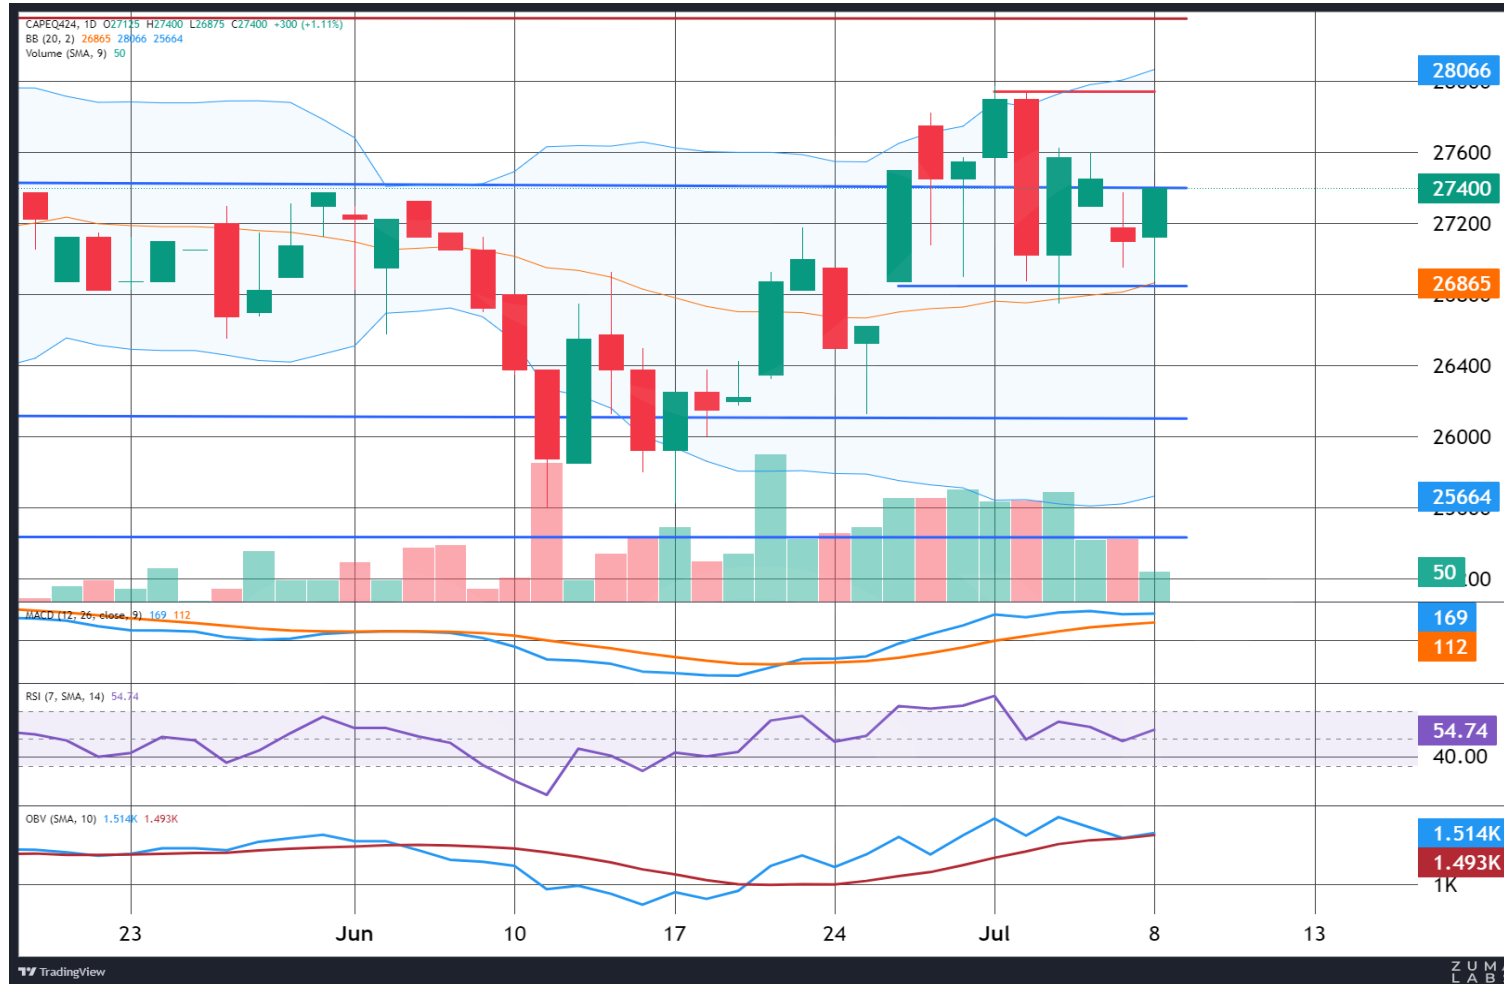 CAPEQ424, 1D O27125 H27400 L26875 C27400 +300 (+1.11%)
BB (20, 2) 26865 28066 25664
Volume (SMA, 9) 50
28066
27600
27400
27200
26865
26400
26000
25664
50
MACD (12, 26, close, 9) 169 112
169
112
RSI (7, SMA, 14) 54.74
54.74
40.00
OBV (SMA, 10) 1.514K 1.493K
1.514K
1.493K
1K
23 Jun 10 17 24 Jul 8 13
TradingView
ZUMA
LABS